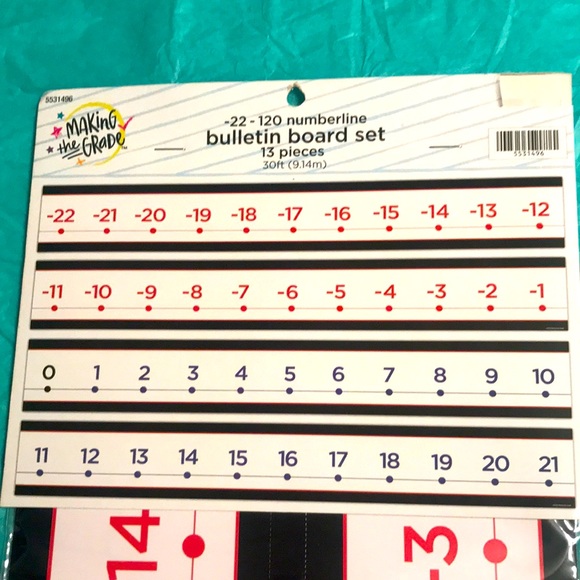 5531496
MAKING
the GRADE™
-22 - 120 numberline
bulletin board set
13 pieces
30ft (9.14m)
5531496
-22 -21 -20 -19 -18 -17 -16 -15 -14 -13 -12
-11 -10 -9 -8 -7 -6 -5 -4 -3 -2 -1
0 1 2 3 4 5 6 7 8 9 10
11 12 13 14 15 16 17 18 19 20 21
14
-3